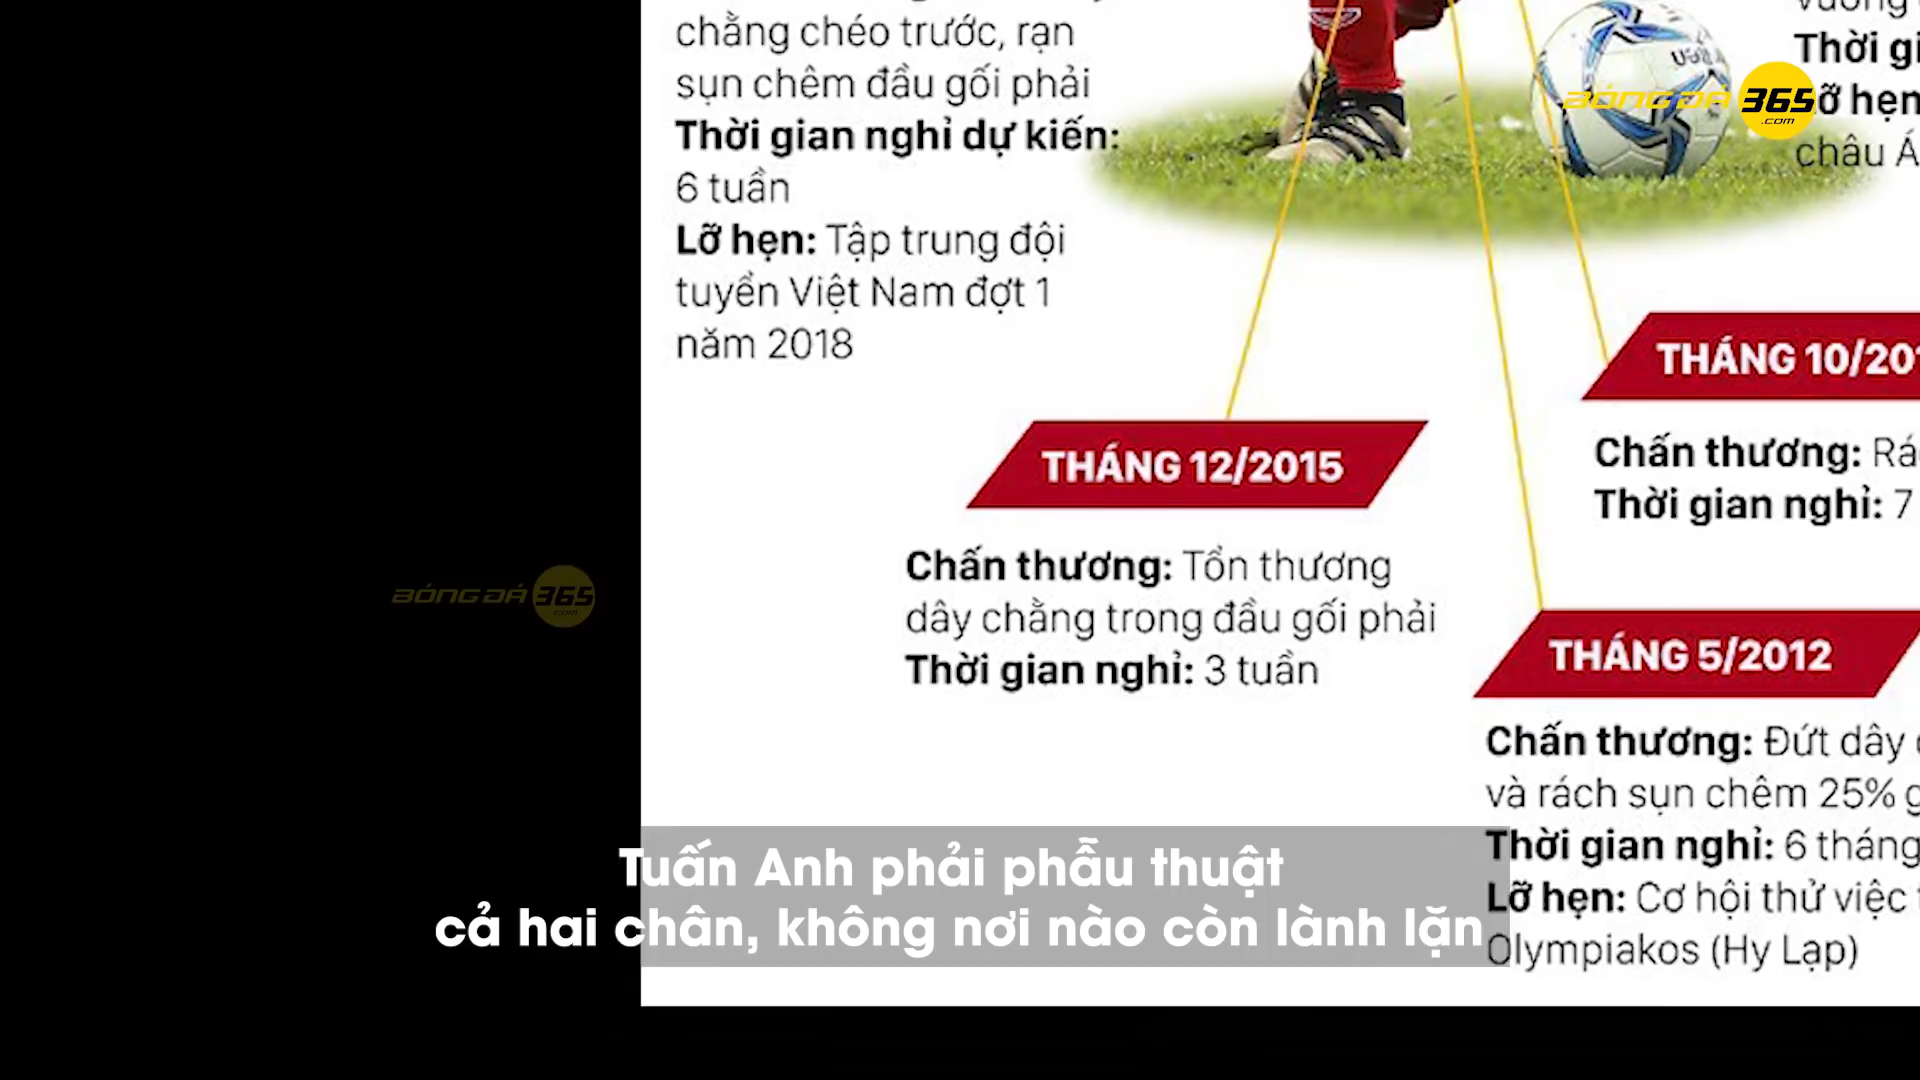 chằng chéo trước, rạn
sụn chêm đầu gối phải
Thời gian nghỉ dự kiến:
6 tuần
Lỡ hẹn: Tập trung đội
tuyển Việt Nam đợt 1
năm 2018
Thời
hẹn
châu Á
BÓNG ĐÁ 365
.COM
THÁNG 10/20
Chấn thương:
Thời gian nghỉ: 7
THÁNG 12/2015
Chấn thương: Tổn thương
dây chằng trong đầu gối phải
Thời gian nghỉ: 3 tuần
BÓNG ĐÁ 365
.COM
THÁNG 5/2012
Chấn thương: Đứt dây
và rách sụn chêm 25%
Thời gian nghỉ: 6 tháng
Lỡ hẹn: Cơ hội thử việc
Olympiakos (Hy Lạp)
Tuấn Anh phải phẫu thuật
cả hai chân, không nơi nào còn lành lặn